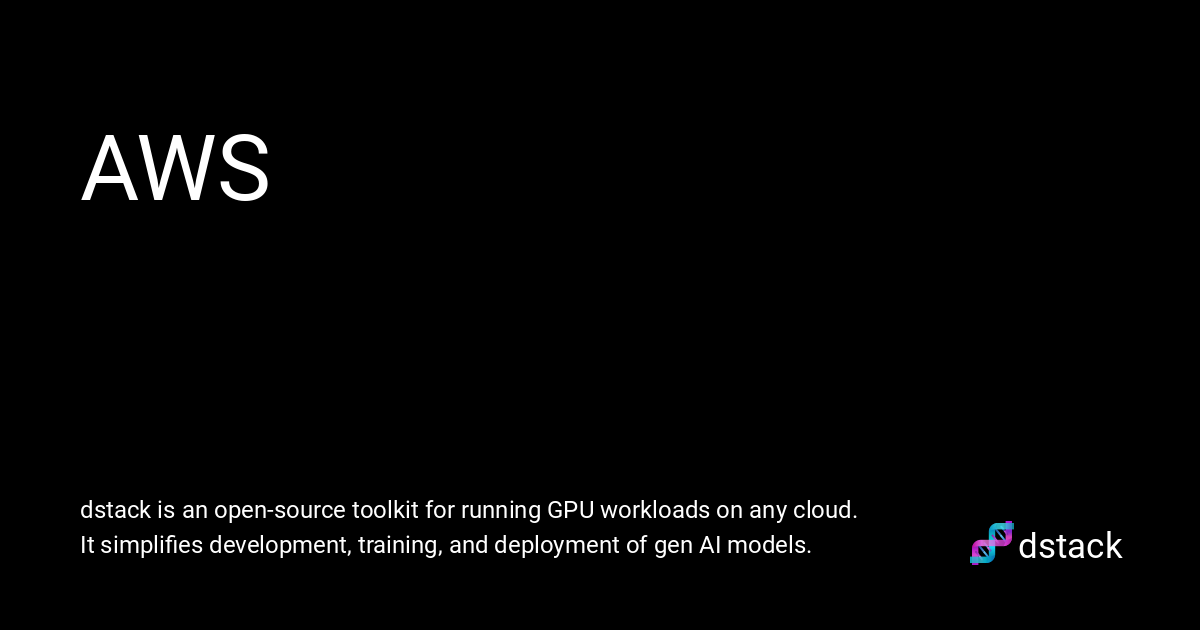 AWS
dstack is an open-source toolkit for running GPU workloads on any cloud.
It simplifies development, training, and deployment of gen AI models.
dstack